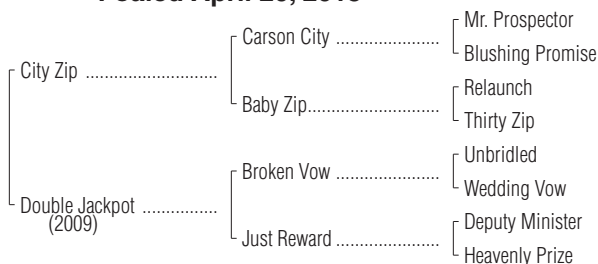 Foaled April
Mr. Prospector
Carson City ......................
Blushing Promise
City Zip ............................
Relaunch
Baby Zip............................
Thirty Zip
Unbridled
Broken Vow ......................
Wedding Vow
Double Jackpot ................
(2009)
Deputy Minister
Just Reward ......................
Heavenly Prize